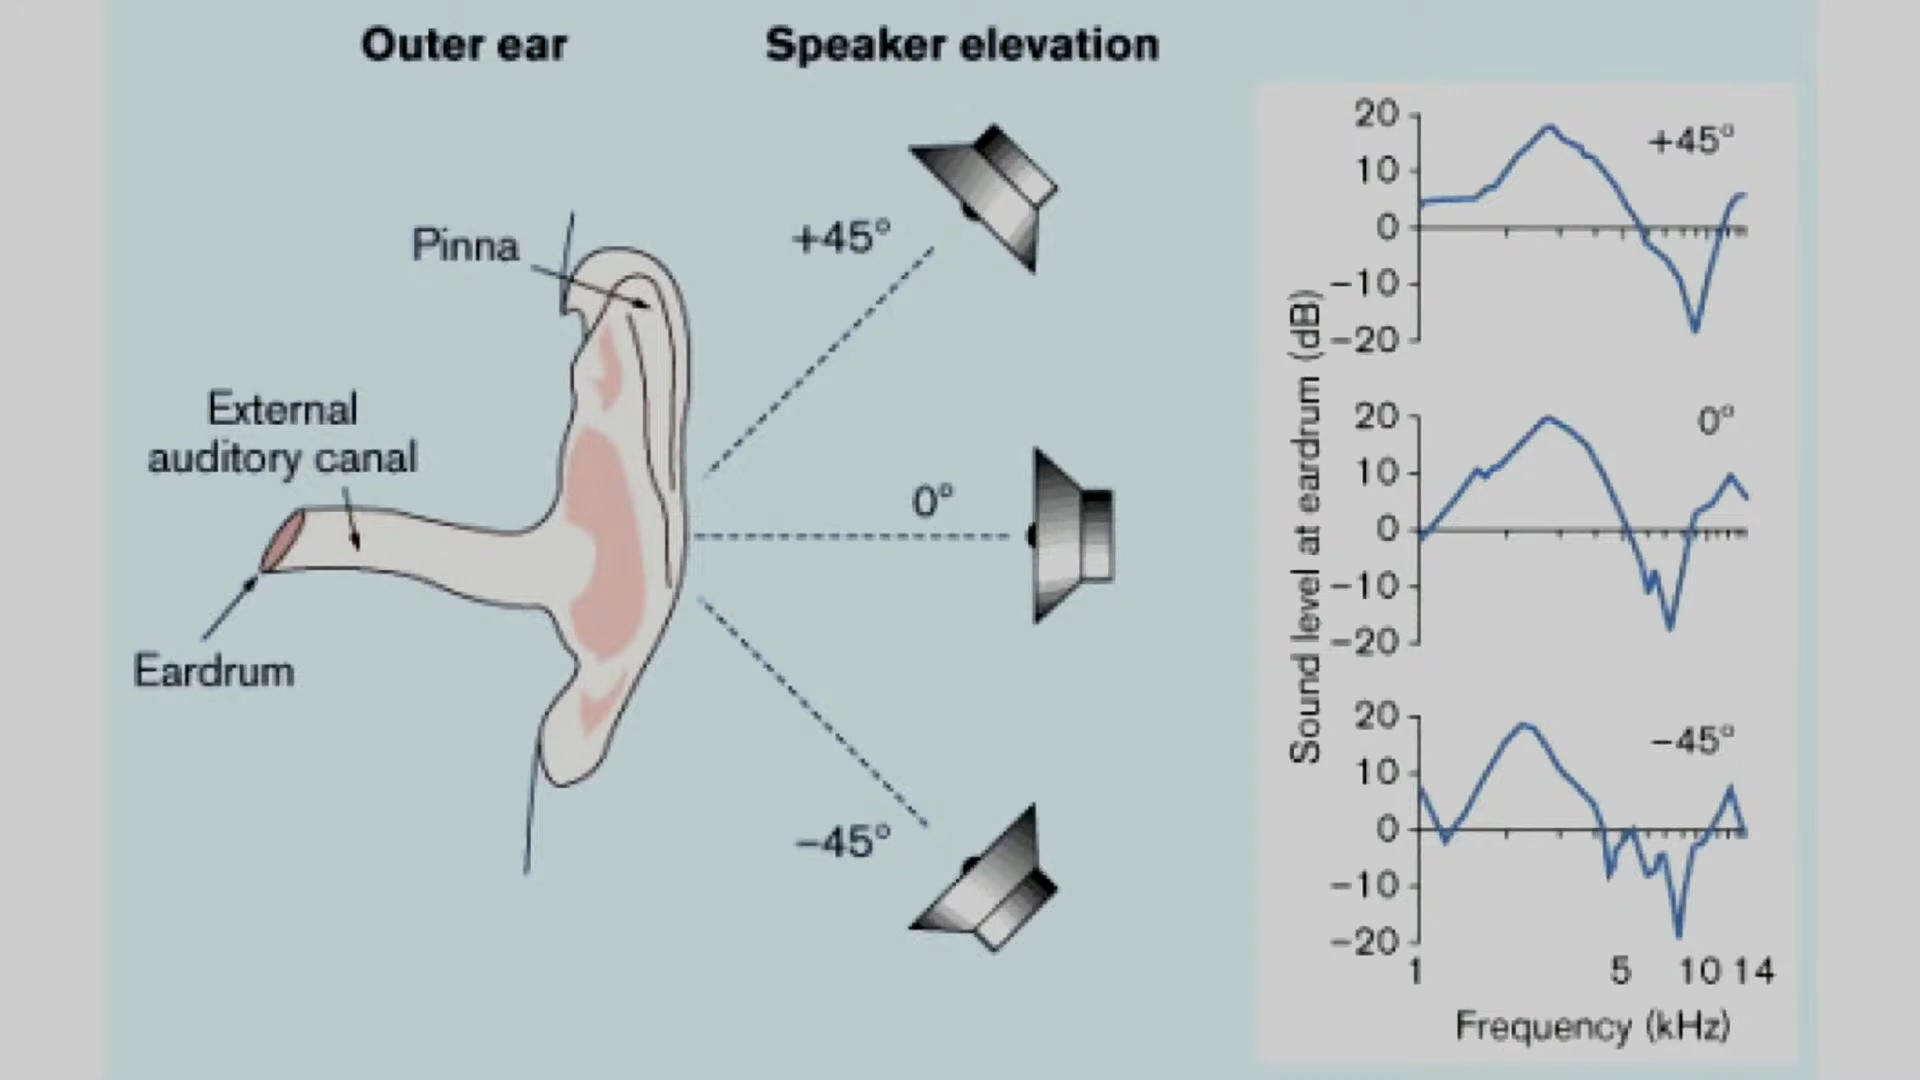 Outer ear
Speaker elevation
Pinna
External
auditory canal
Eardrum
+45°
0°
−45°
Sound level at eardrum (dB)
20
10
0
−10
−20
+45°
20
10
0
−10
−20
0°
20
10
0
−10
−20
−45°
1 5 10 14
Frequency (kHz)